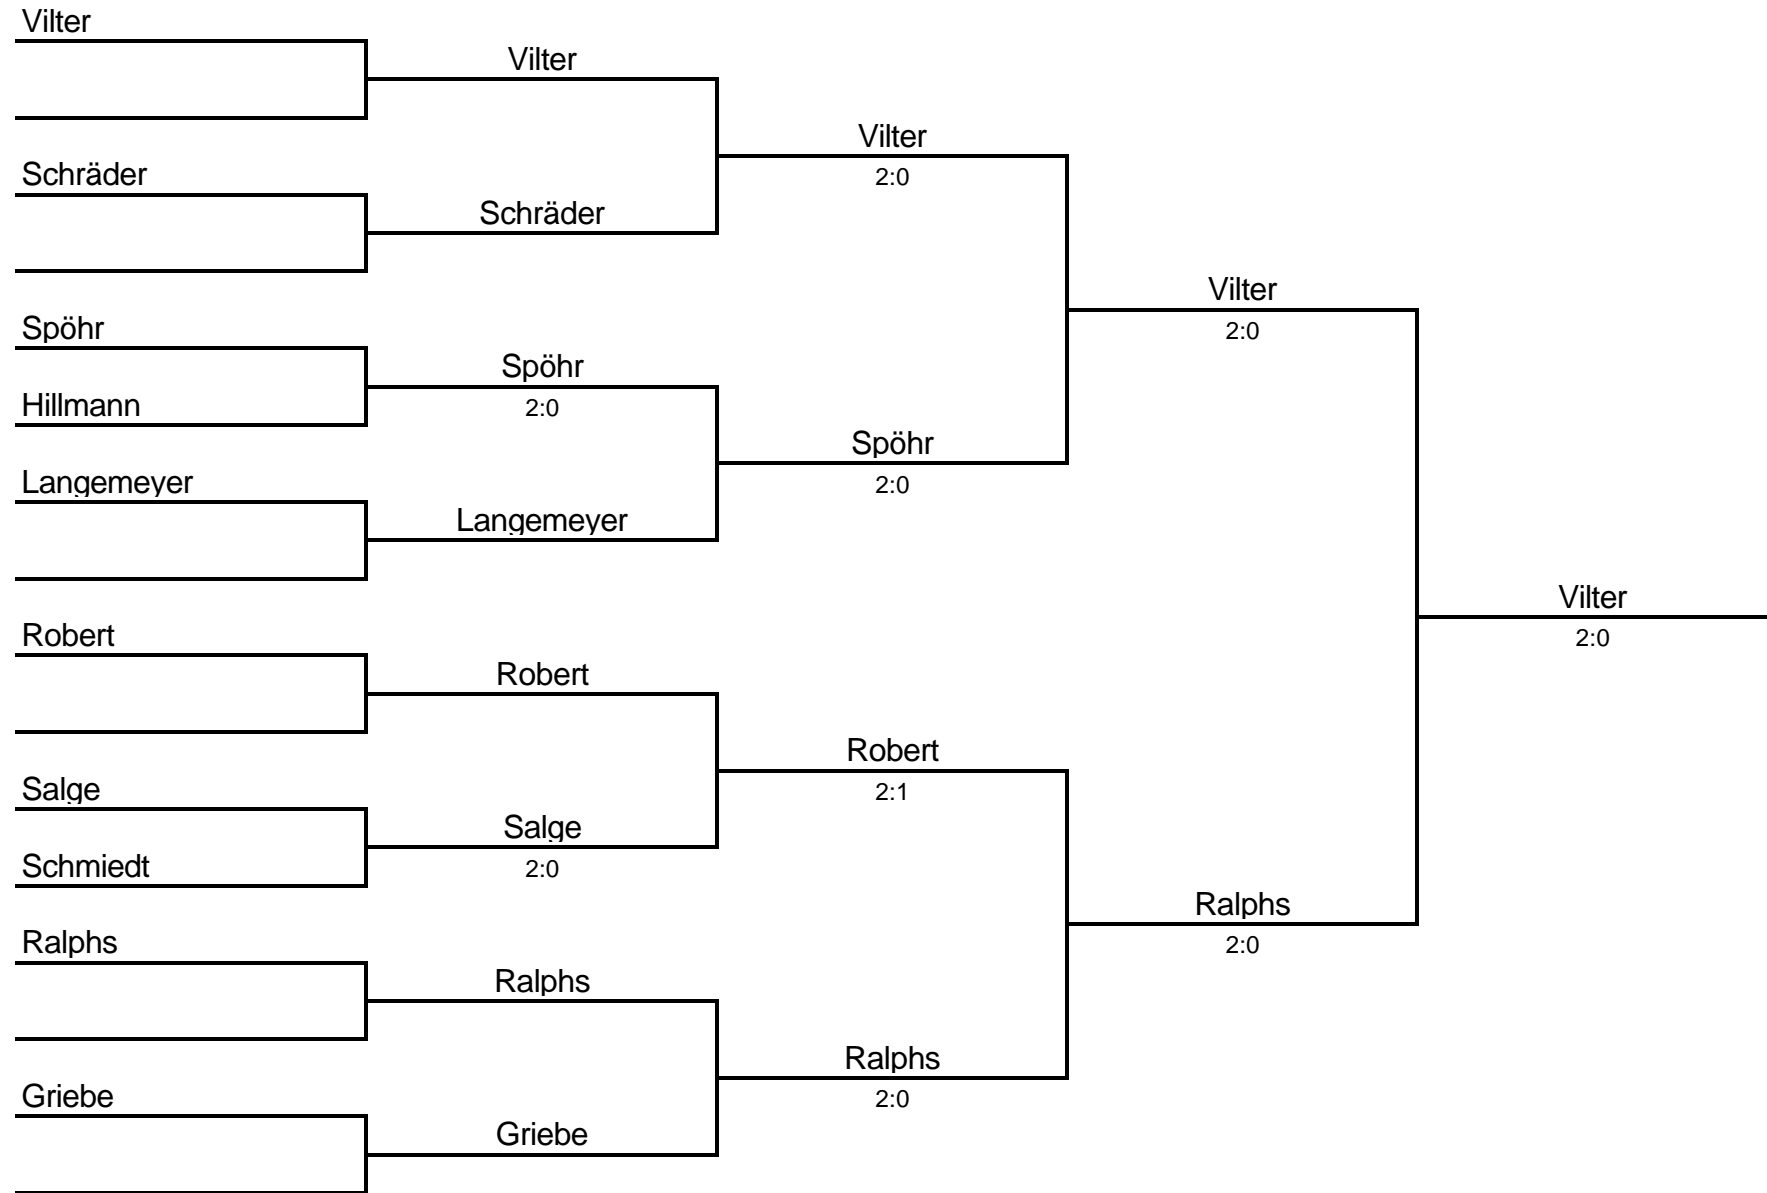 Vilter
Vilter
Vilter
Schräder
2:0
Schräder
Vilter
Spöhr
2:0
Spöhr
Hillmann
2:0
Spöhr
Langemeyer
2:0
Langemeyer
Vilter
Robert
2:0
Robert
Robert
Salge
2:1
Salge
Schmiedt
2:0
Ralphs
Ralphs
2:0
Ralphs
Ralphs
Griebe
2:0
Griebe